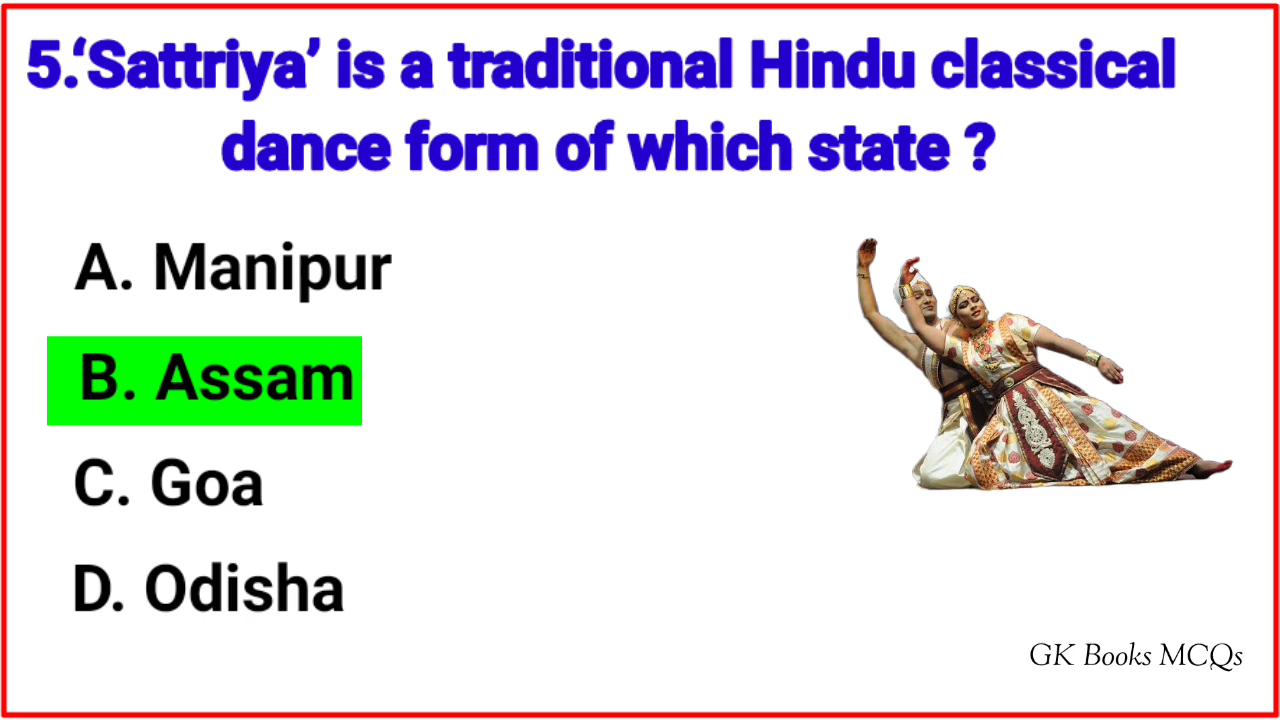 5.‘Sattriya’ is a traditional Hindu classical
dance form of which state ?
A. Manipur
B. Assam
C. Goa
D. Odisha
GK Books MCQs